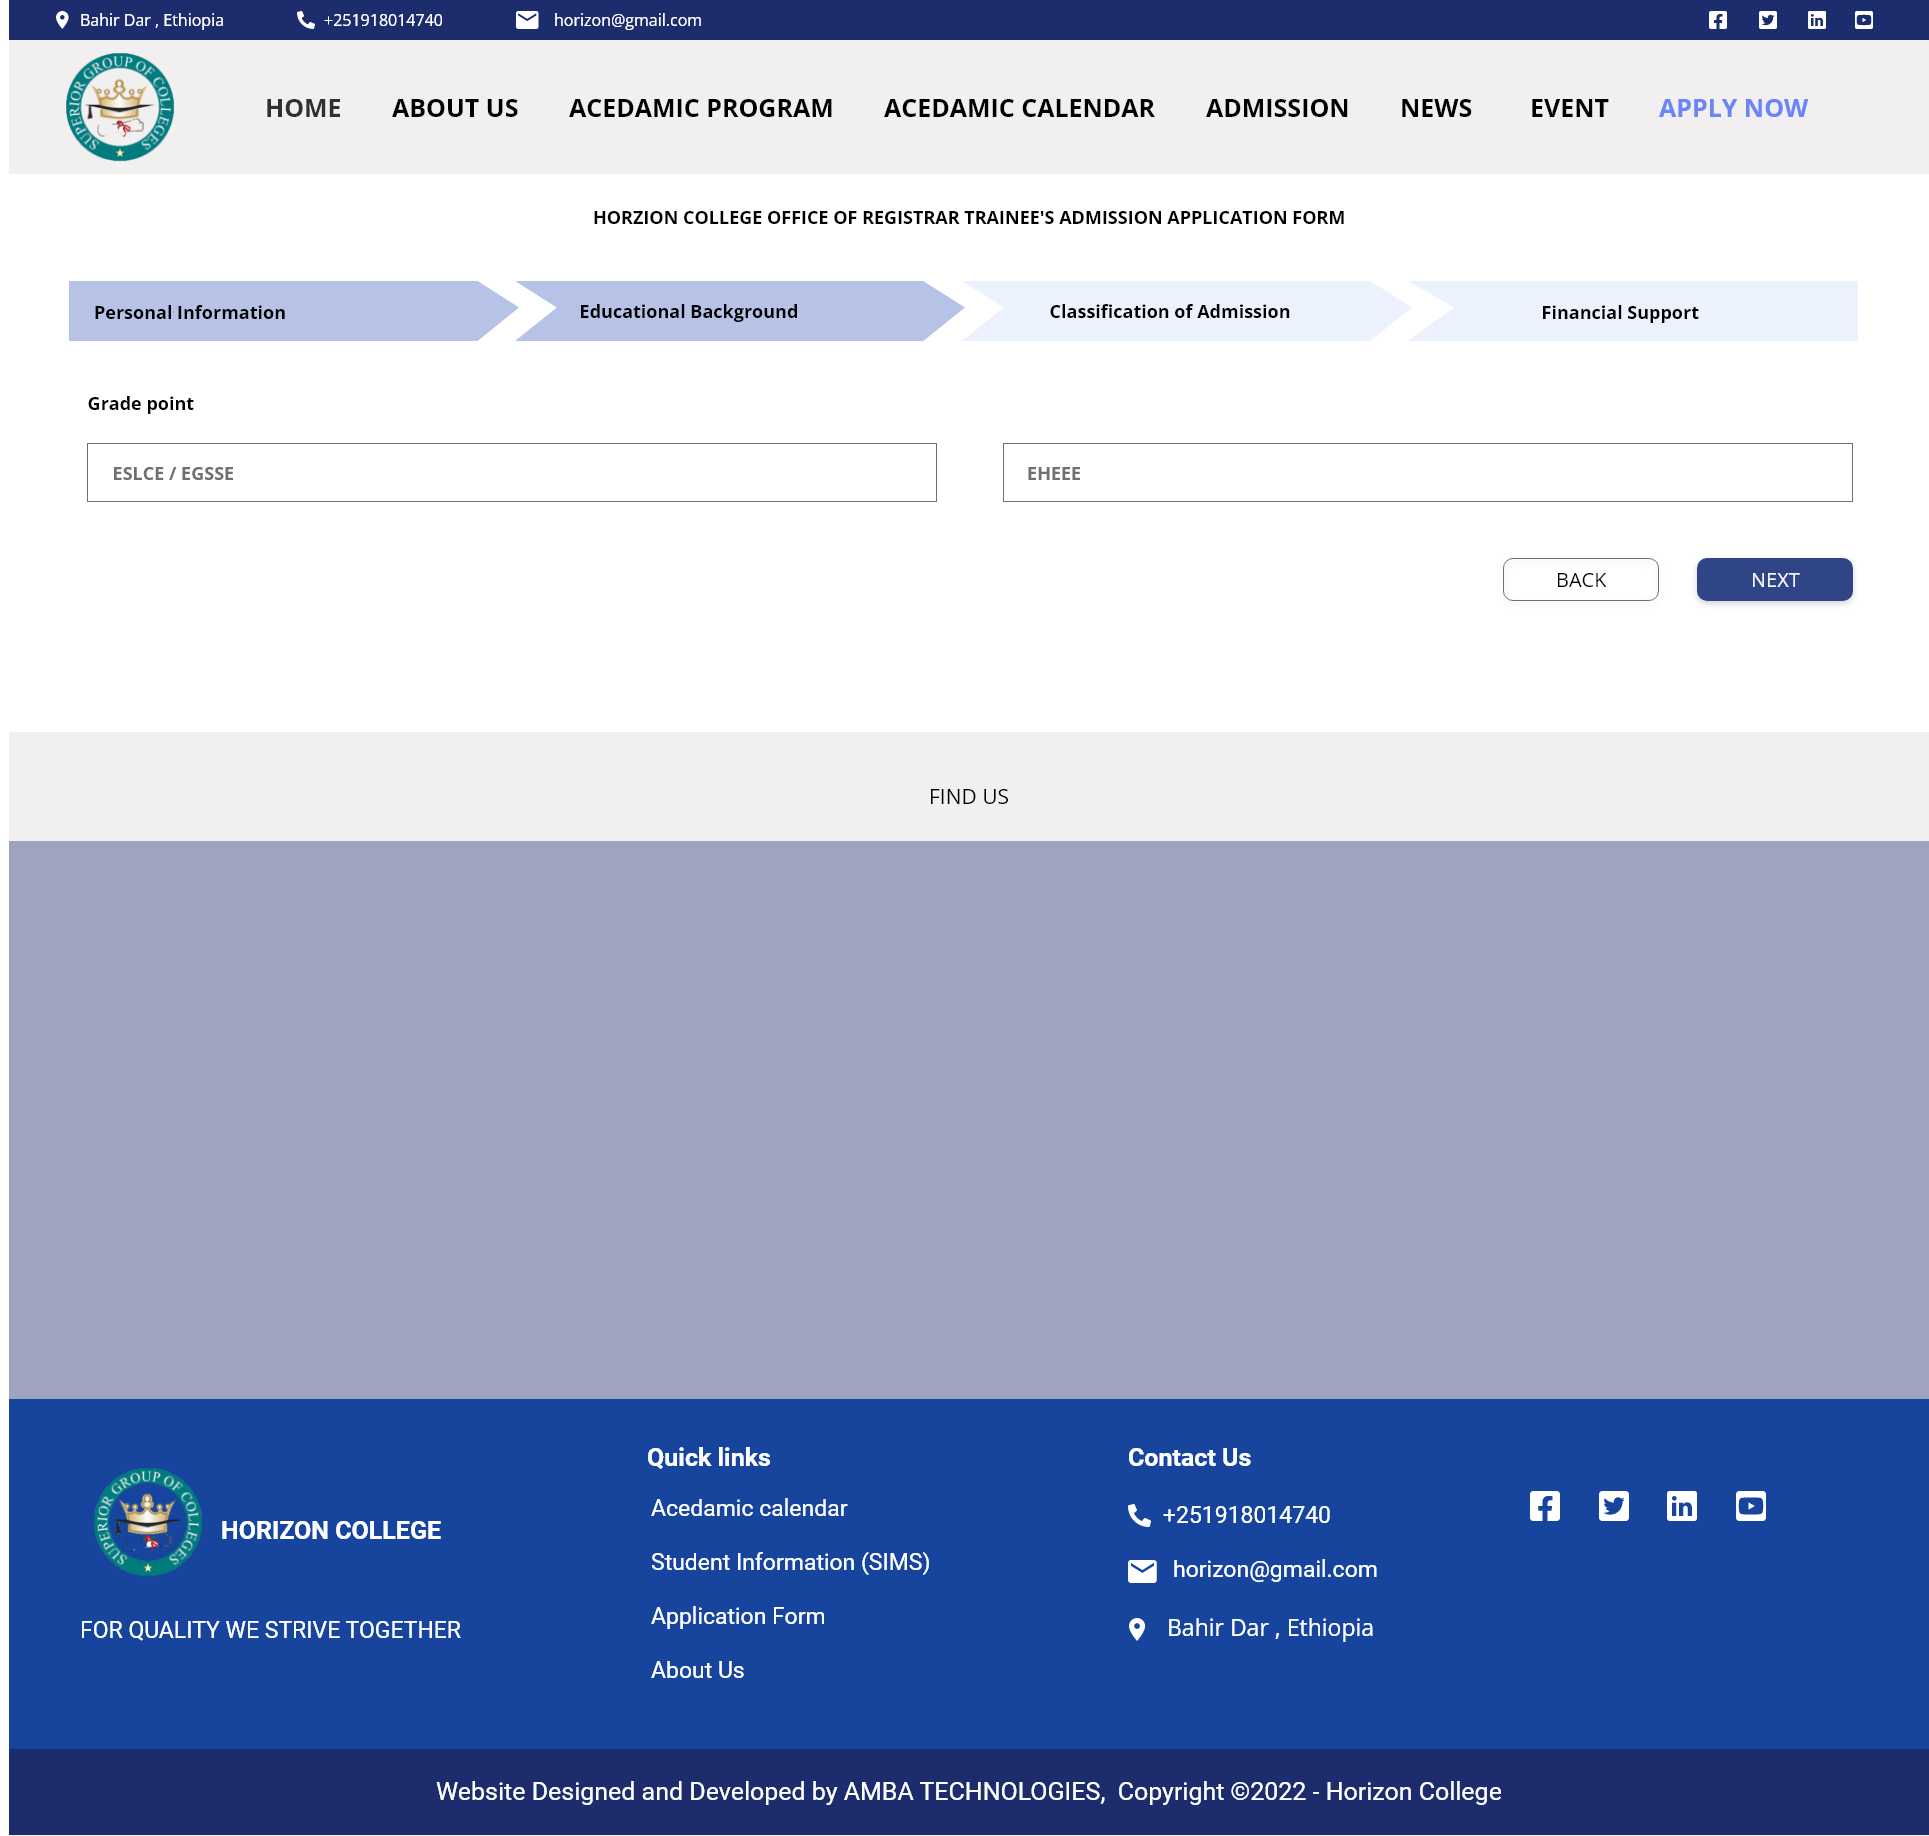 Bahir Dar , Ethiopia
+251918014740
horizon@gmail.com
SUPERIOR GROUP OF COLLEGES
HOME
ABOUT US
ACEDAMIC PROGRAM
ACEDAMIC CALENDAR
ADMISSION
NEWS
EVENT
APPLY NOW
HORZION COLLEGE OFFICE OF REGISTRAR TRAINEE'S ADMISSION APPLICATION FORM
Personal Information
Educational Background
Classification of Admission
Financial Support
Grade point
ESLCE / EGSSE
EHEEE
BACK
NEXT
FIND US
SUPERIOR GROUP OF COLLEGES
HORIZON COLLEGE
FOR QUALITY WE STRIVE TOGETHER
Quick links
Acedamic calendar
Student Information (SIMS)
Application Form
About Us
Contact Us
+251918014740
horizon@gmail.com
Bahir Dar , Ethiopia
Website Designed and Developed by AMBA TECHNOLOGIES,  Copyright ©2022 - Horizon College